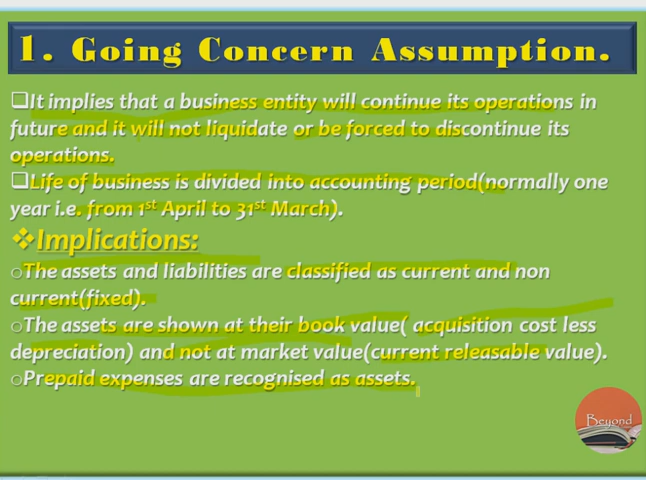 1. Going Concern Assumption.
❑It implies that a business entity will continue its operations in
future and it will not liquidate or be forced to discontinue its
operations.
❑Life of business is divided into accounting period(normally one
year i.e. from 1st April to 31st March).
❖Implications:
○The assets and liabilities are classified as current and non
current(fixed).
○The assets are shown at their book value( acquisition cost less
depreciation) and not at market value(current releasable value).
○Prepaid expenses are recognised as assets.
Beyond